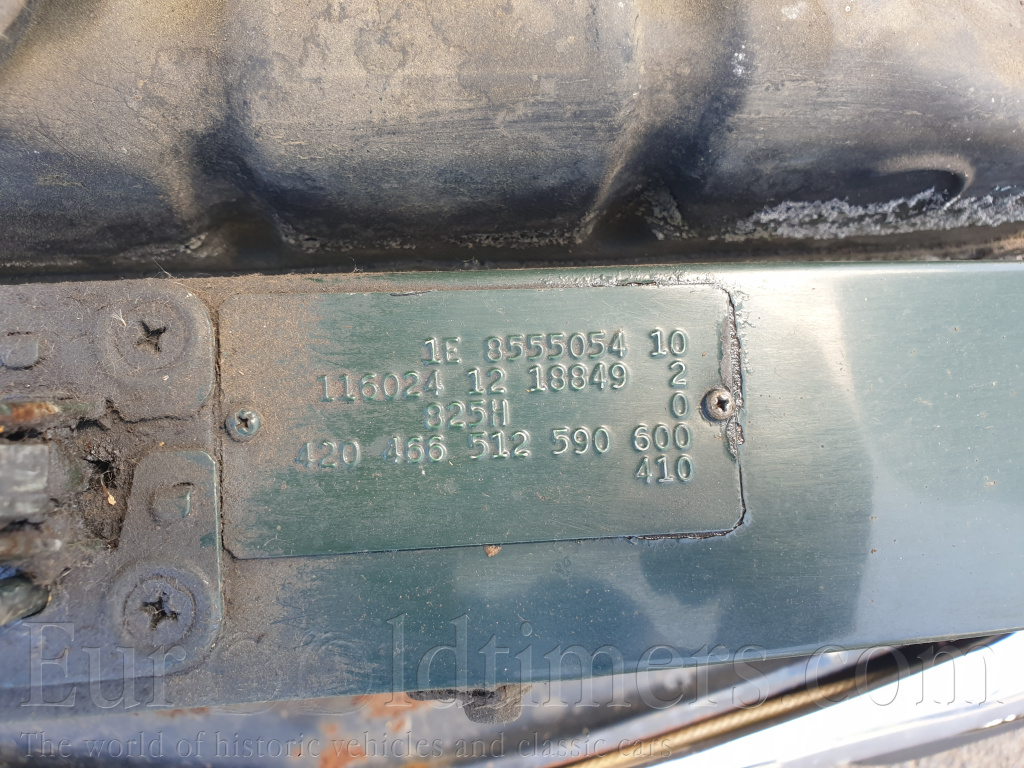 1E 8555054 10
116024 12 18849 2
825H 0
420 466 512 590 600
410
EuroOldtimers.com
The world of historic vehicles and classic cars